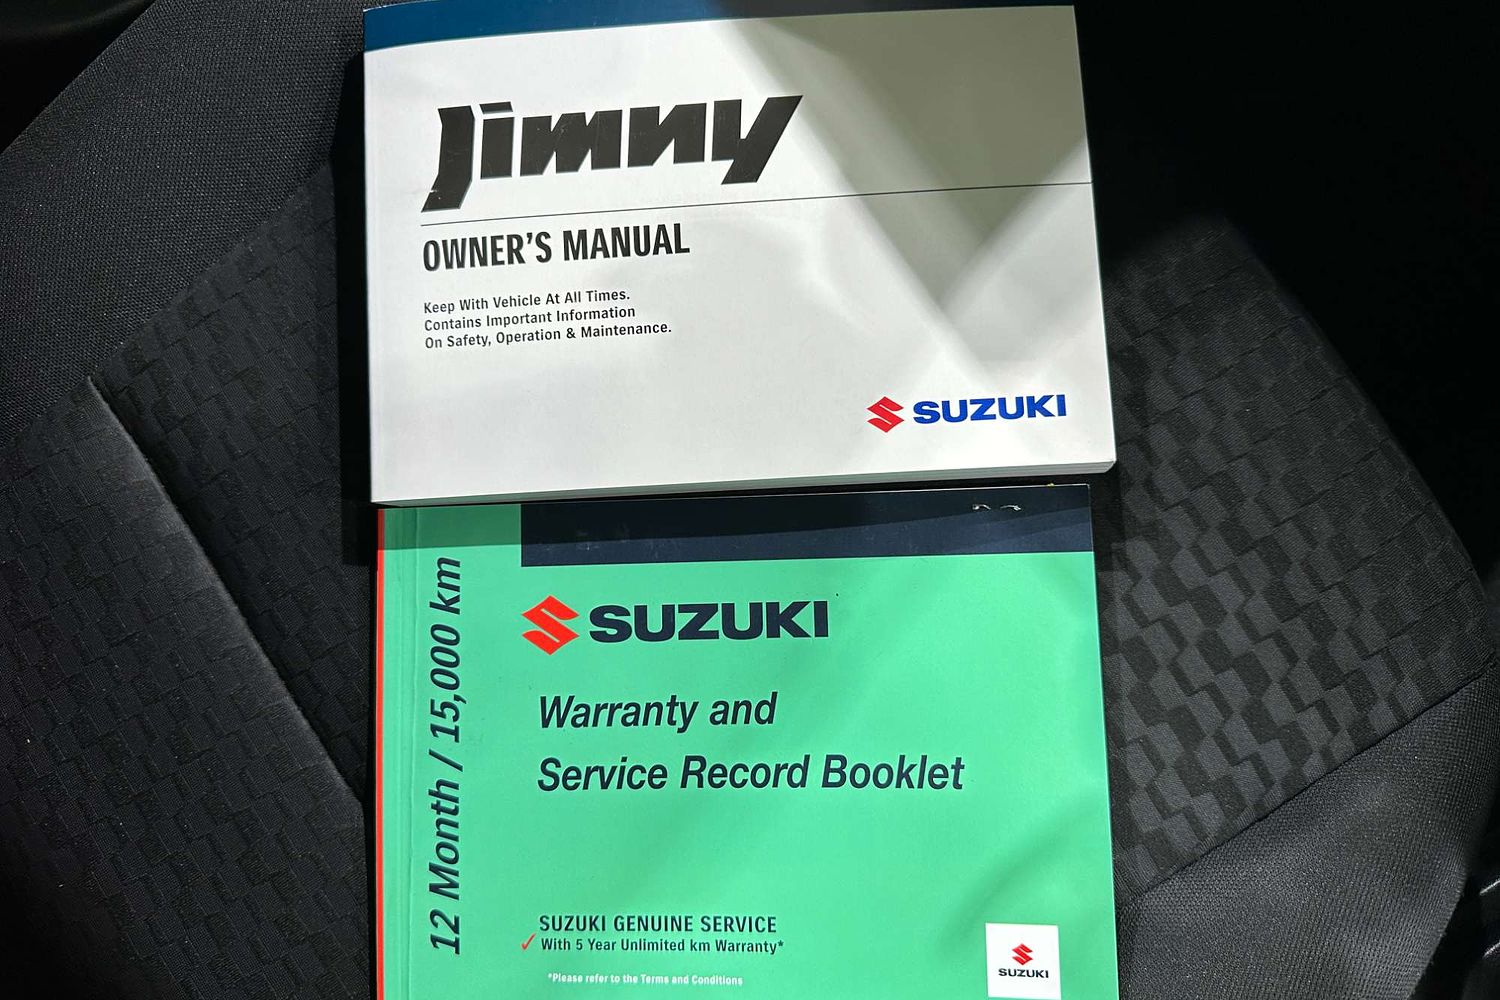 Jimny
OWNER'S MANUAL
Keep With Vehicle At All Times.
Contains Important Information
On Safety, Operation & Maintenance.
SUZUKI
12 Month / 15,000 km
SUZUKI
Warranty and
Service Record Booklet
SUZUKI GENUINE SERVICE
✓ With 5 Year Unlimited km Warranty*
*Please refer to the Terms and Conditions
SUZUKI